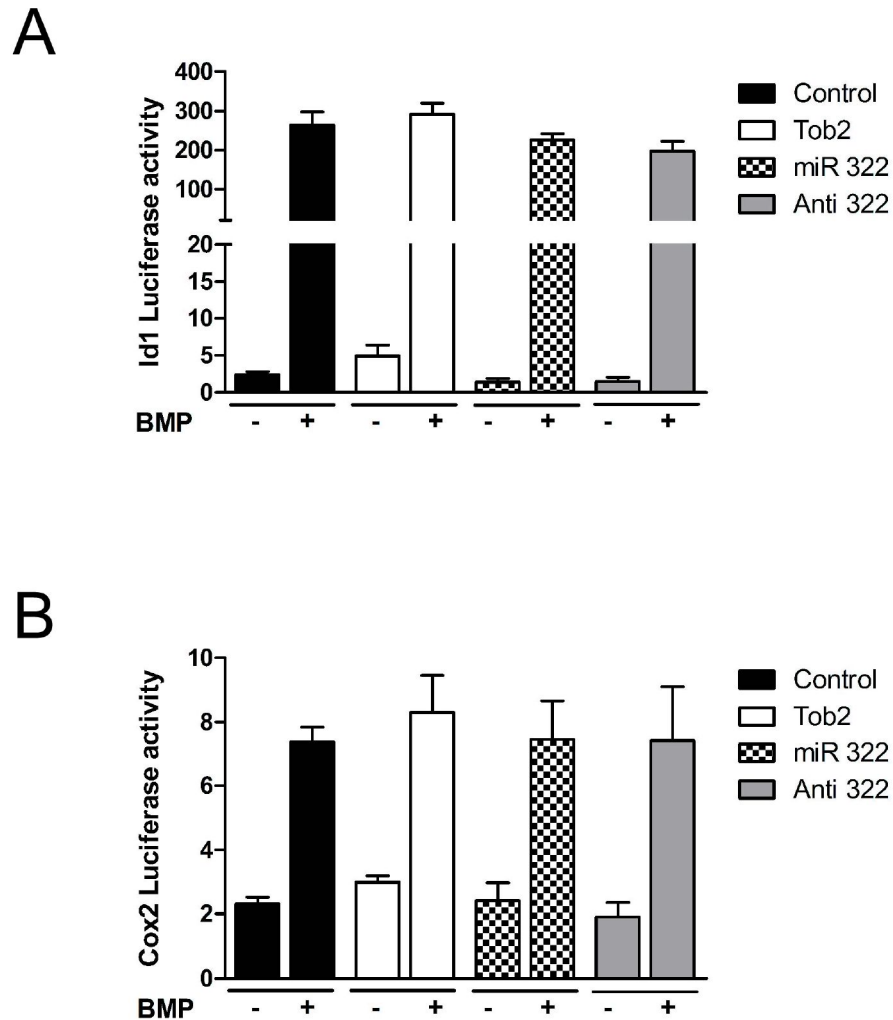 A
Id1 Luciferase activity
400
300
200
100
20
15
10
5
0
BMP - + - + - + - +
Control
Tob2
miR 322
Anti 322
B
Cox2 Luciferase activity
10
8
6
4
2
0
BMP - + - + - + - +
Control
Tob2
miR 322
Anti 322